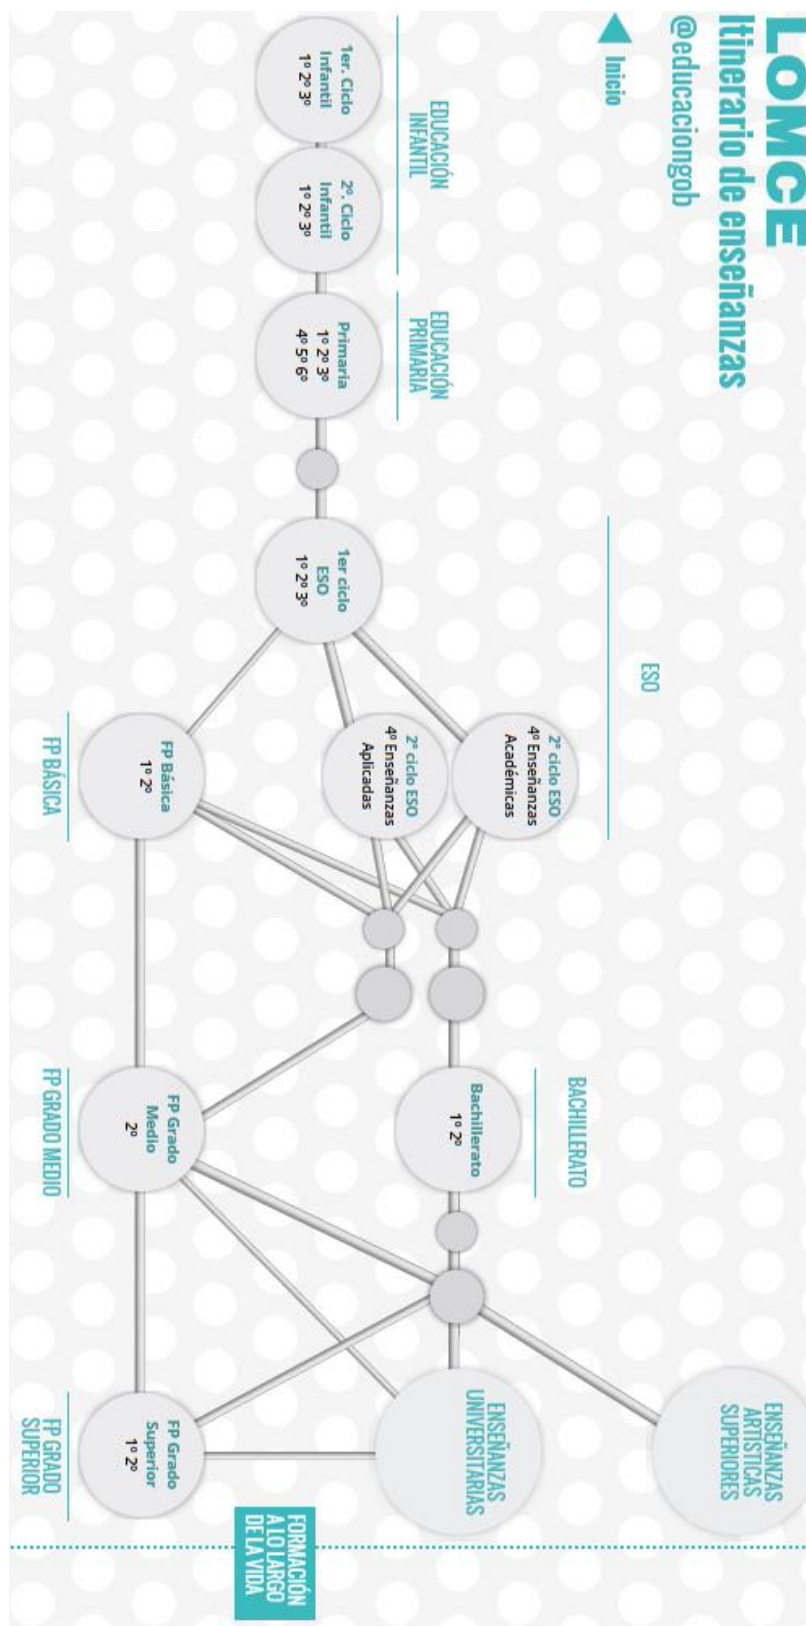 LOMCE
Itinerario de enseñanzas
@educaciongob
Inicio
EDUCACIÓN
INFANTIL
EDUCACIÓN
PRIMARIA
ESO
BACHILLERATO
1er. Ciclo
Infantil
1º 2º 3º
2º. Ciclo
Infantil
1º 2º 3º
Primaria
1º 2º 3º
4º 5º 6º
1er ciclo
ESO
1º 2º 3º
2º ciclo ESO
4º Enseñanzas
Académicas
2º ciclo ESO
4º Enseñanzas
Aplicadas
FP Básica
1º 2º
FP BÁSICA
Bachillerato
1º 2º
FP Grado
Medio
2º
FP GRADO MEDIO
ENSEÑANZAS
ARTÍSTICAS
SUPERIORES
ENSEÑANZAS
UNIVERSITARIAS
FP Grado
Superior
1º 2º
FP GRADO
SUPERIOR
FORMACIÓN
A LO LARGO
DE LA VIDA